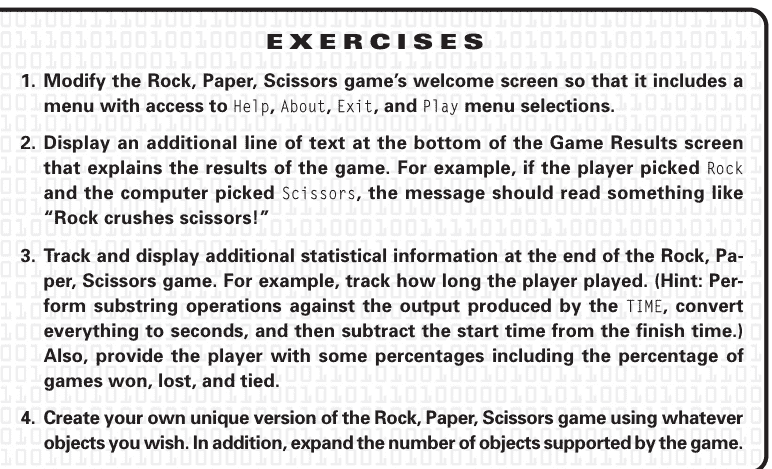 EXERCISES
1. Modify the Rock, Paper, Scissors game's welcome screen so that it includes a
menu with access to Help, About, Exit, and Play menu selections.
2. Display an additional line of text at the bottom of the Game Results screen
that explains the results of the game. For example, if the player picked Rock
and the computer picked Scissors, the message should read something like
“Rock crushes scissors!”
3. Track and display additional statistical information at the end of the Rock, Pa-
per, Scissors game. For example, track how long the player played. (Hint: Per-
form substring operations against the output produced by the TIME, convert
everything to seconds, and then subtract the start time from the finish time.)
Also, provide the player with some percentages including the percentage of
games won, lost, and tied.
4. Create your own unique version of the Rock, Paper, Scissors game using whatever
objects you wish. In addition, expand the number of objects supported by the game.